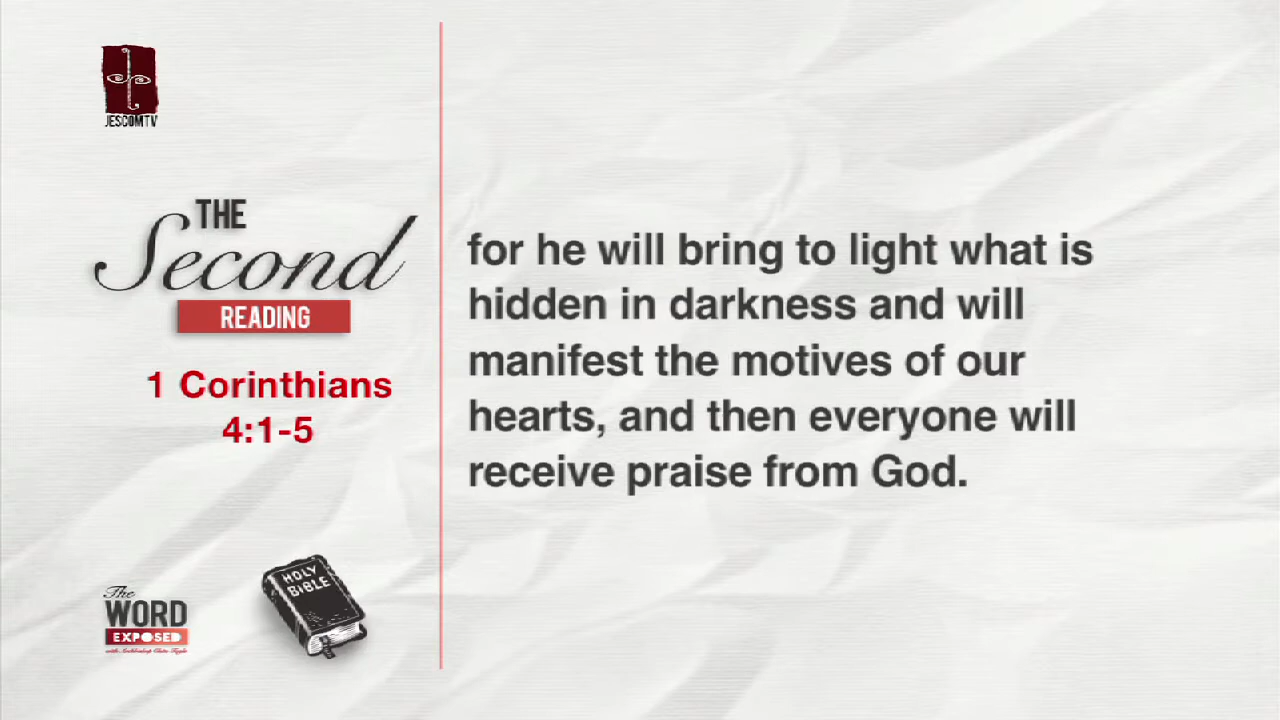 JESCOMTV
THE
Second
READING
1 Corinthians
4:1-5
for he will bring to light what is
hidden in darkness and will
manifest the motives of our
hearts, and then everyone will
receive praise from God.
HOLY
BIBLE
The
WORD
EXPOSED